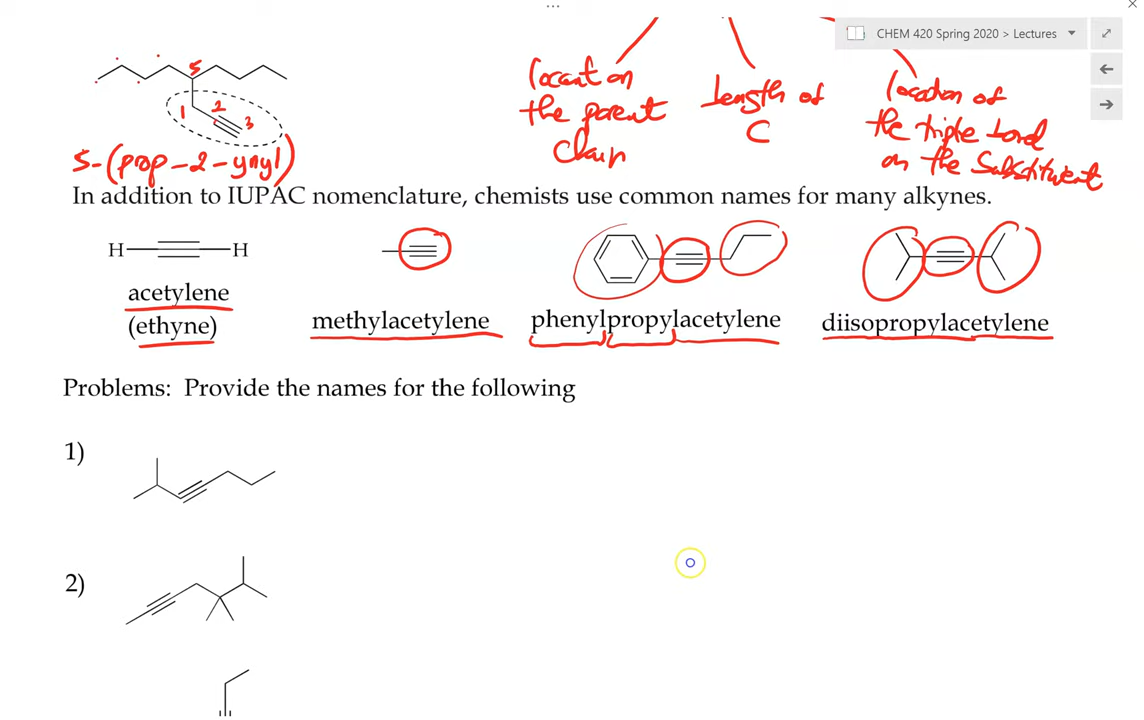 CHEM 420 Spring 2020 > Lectures
5
1
2
3
5-(prop-2-ynyl)
locant on
the parent
chain
length of
C
location of
the triple bond
on the substituent
In addition to IUPAC nomenclature, chemists use common names for many alkynes.
H H
acetylene
(ethyne)
methylacetylene
phenylpropylacetylene
diisopropylacetylene
Problems: Provide the names for the following
1)
2)